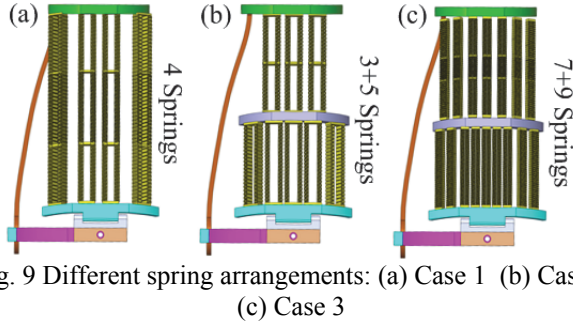 (a)
4 Springs
(b)
3+5 Springs
(c)
7+9 Springs
g. 9 Different spring arrangements: (a) Case 1 (b) Cas
(c) Case 3